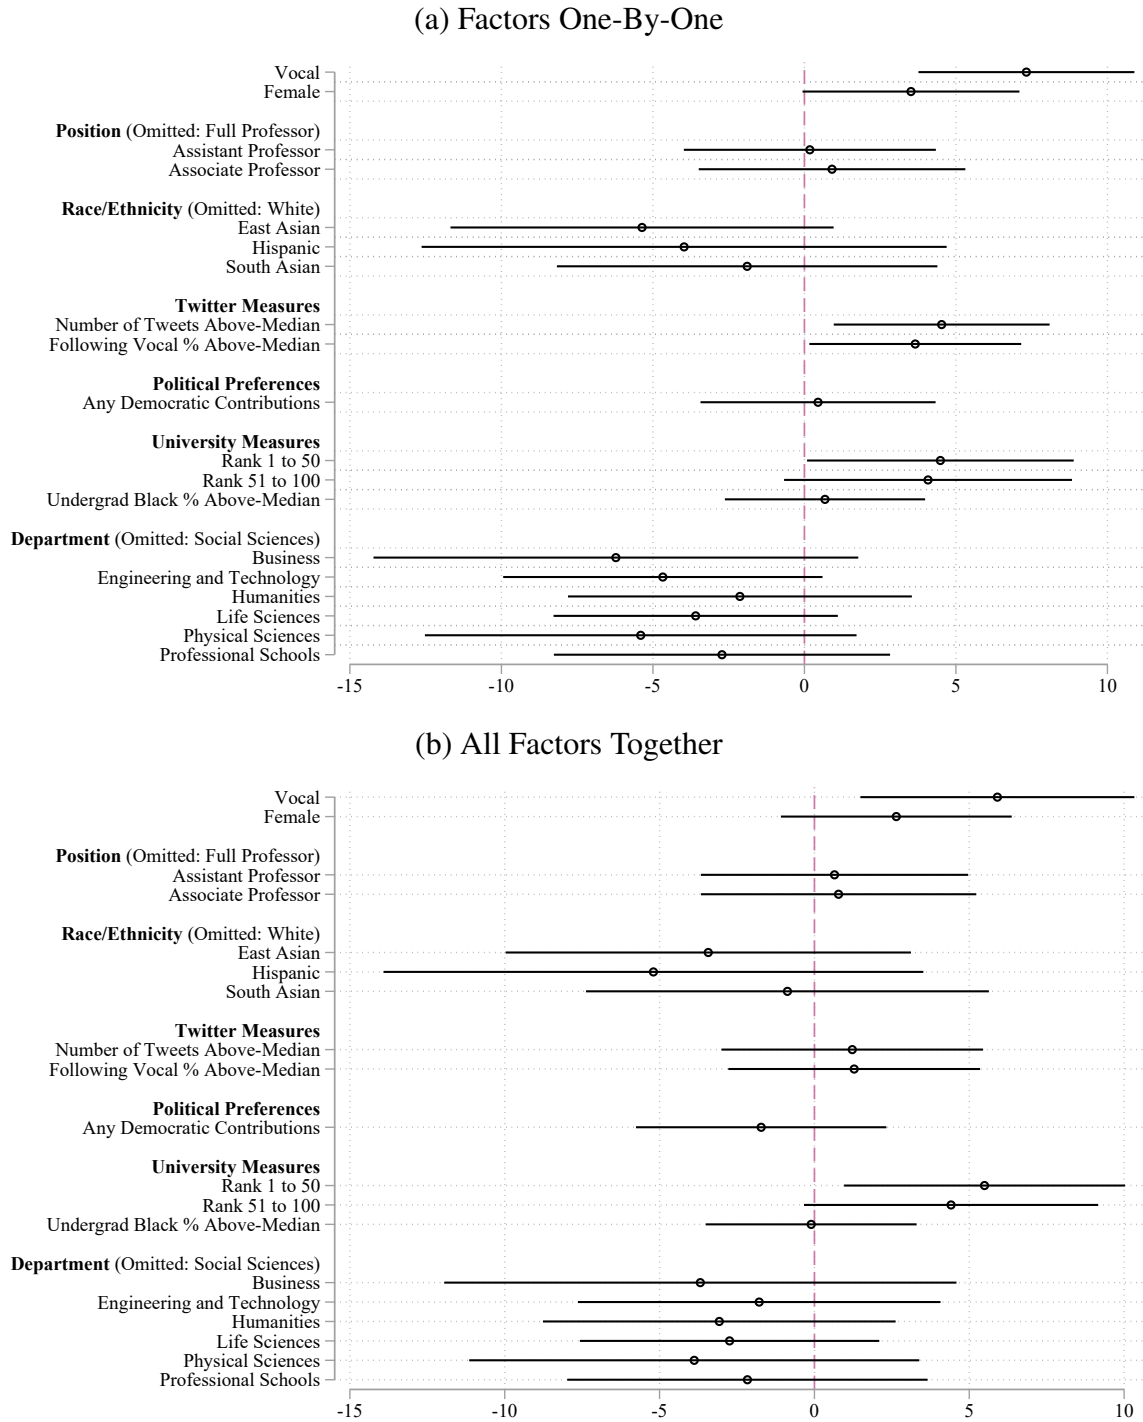 (a) Factors One-By-One
Vocal
Female
Position (Omitted: Full Professor)
Assistant Professor
Associate Professor
Race/Ethnicity (Omitted: White)
East Asian
Hispanic
South Asian
Twitter Measures
Number of Tweets Above-Median
Following Vocal % Above-Median
Political Preferences
Any Democratic Contributions
University Measures
Rank 1 to 50
Rank 51 to 100
Undergrad Black % Above-Median
Department (Omitted: Social Sciences)
Business
Engineering and Technology
Humanities
Life Sciences
Physical Sciences
Professional Schools
-15 -10 -5 0 5 10
(b) All Factors Together
Vocal
Female
Position (Omitted: Full Professor)
Assistant Professor
Associate Professor
Race/Ethnicity (Omitted: White)
East Asian
Hispanic
South Asian
Twitter Measures
Number of Tweets Above-Median
Following Vocal % Above-Median
Political Preferences
Any Democratic Contributions
University Measures
Rank 1 to 50
Rank 51 to 100
Undergrad Black % Above-Median
Department (Omitted: Social Sciences)
Business
Engineering and Technology
Humanities
Life Sciences
Physical Sciences
Professional Schools
-15 -10 -5 0 5 10